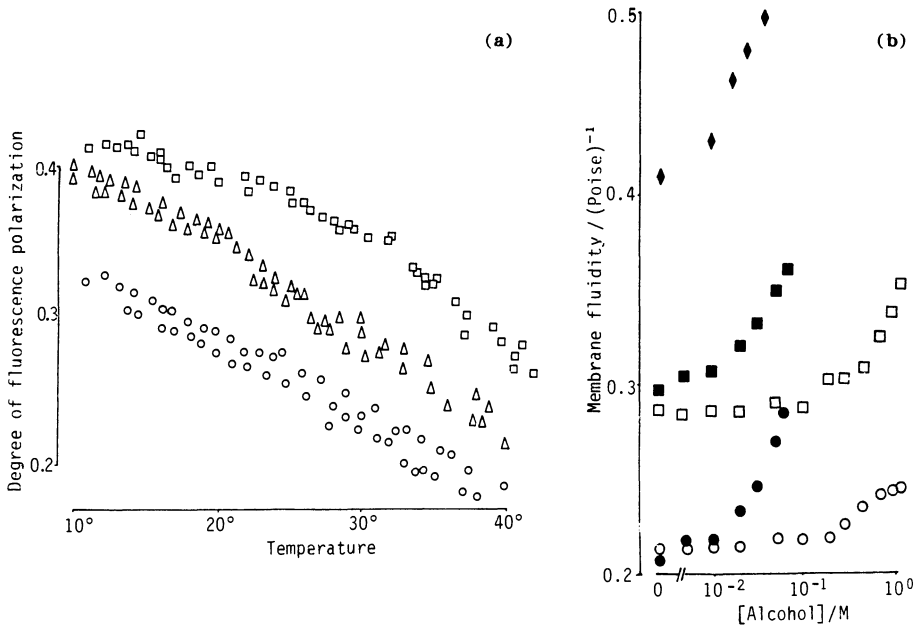 (a)
Degree of fluorescence polarization
0.4
0.3
0.2
10° 20° 30° 40°
Temperature
(b)
Membrane fluidity/(Poise)⁻¹
0.5
0.4
0.3
0.2
0 10⁻² 10⁻¹ 10⁰
[Alcohol]/M